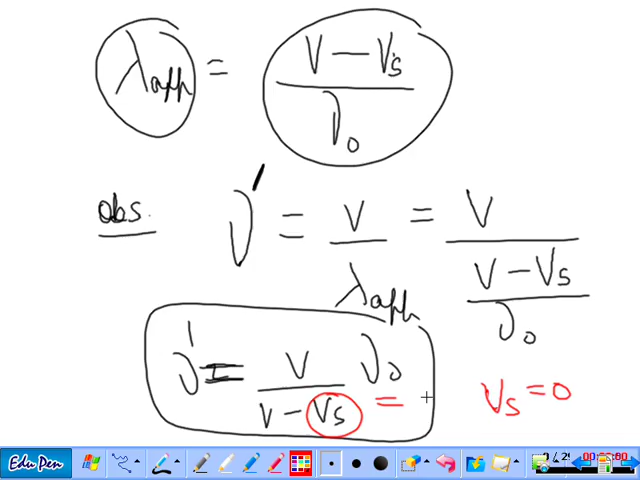 λapp = (V − Vs) / ν0
obs. ν' = V / λapp = V / ((V − Vs) / ν0)
ν' = V / (V − Vs) ν0 = Vs = 0
Edu Pen